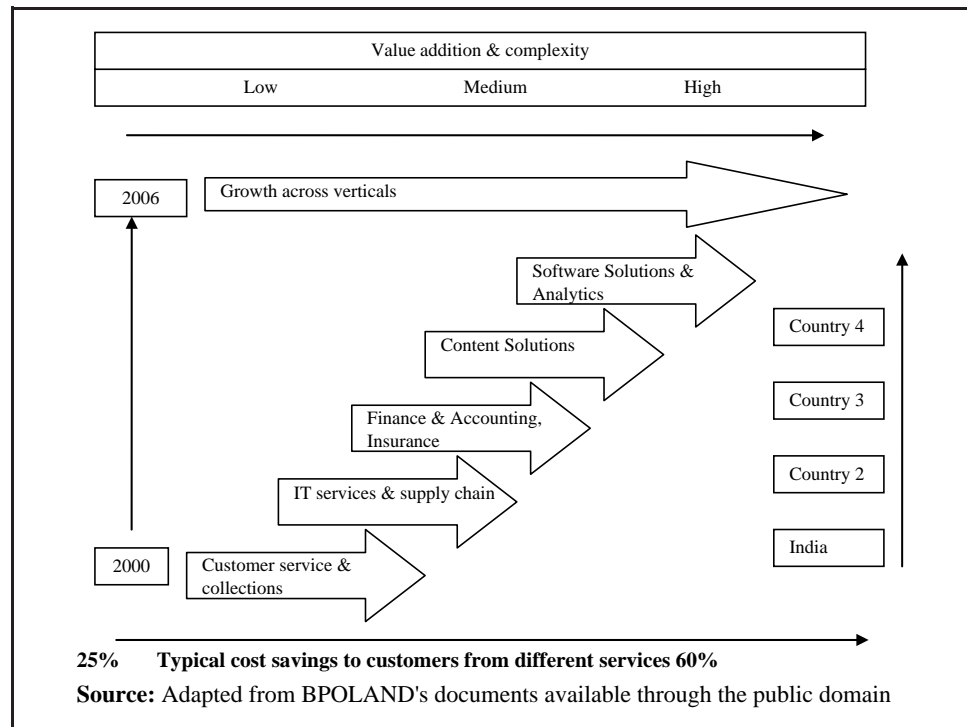 Value addition & complexity
Low Medium High
2006
Growth across verticals
Software Solutions &
Analytics
Country 4
Content Solutions
Country 3
Finance & Accounting,
Insurance
Country 2
IT services & supply chain
India
2000
Customer service &
collections
25% Typical cost savings to customers from different services 60%
Source: Adapted from BPOLAND's documents available through the public domain